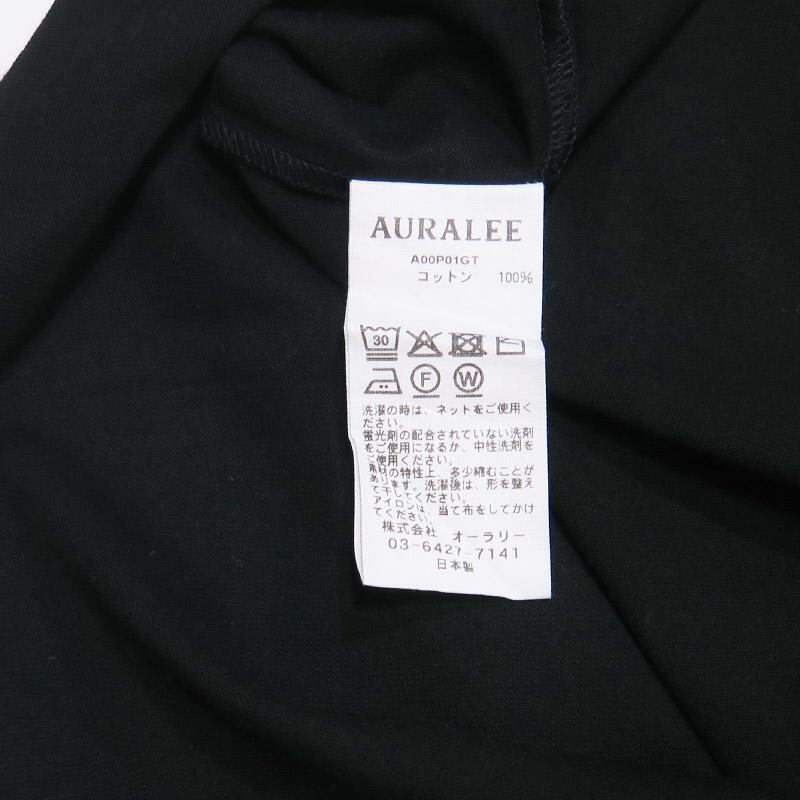 AURALEE
A00P01GT
コットン 100%
30
F W
洗濯の時は、ネットをご使用く
ださい。
蛍光剤の配合されていない洗剤
をご使用になるか、中性洗剤を
ご使用ください。
素材の特性上、多少縮むことが
あります。洗濯後は、形を整え
て干してください。
アイロンは、当て布をしてかけ
てください。
株式会社 オーラリー
03-6427-7141
日本製